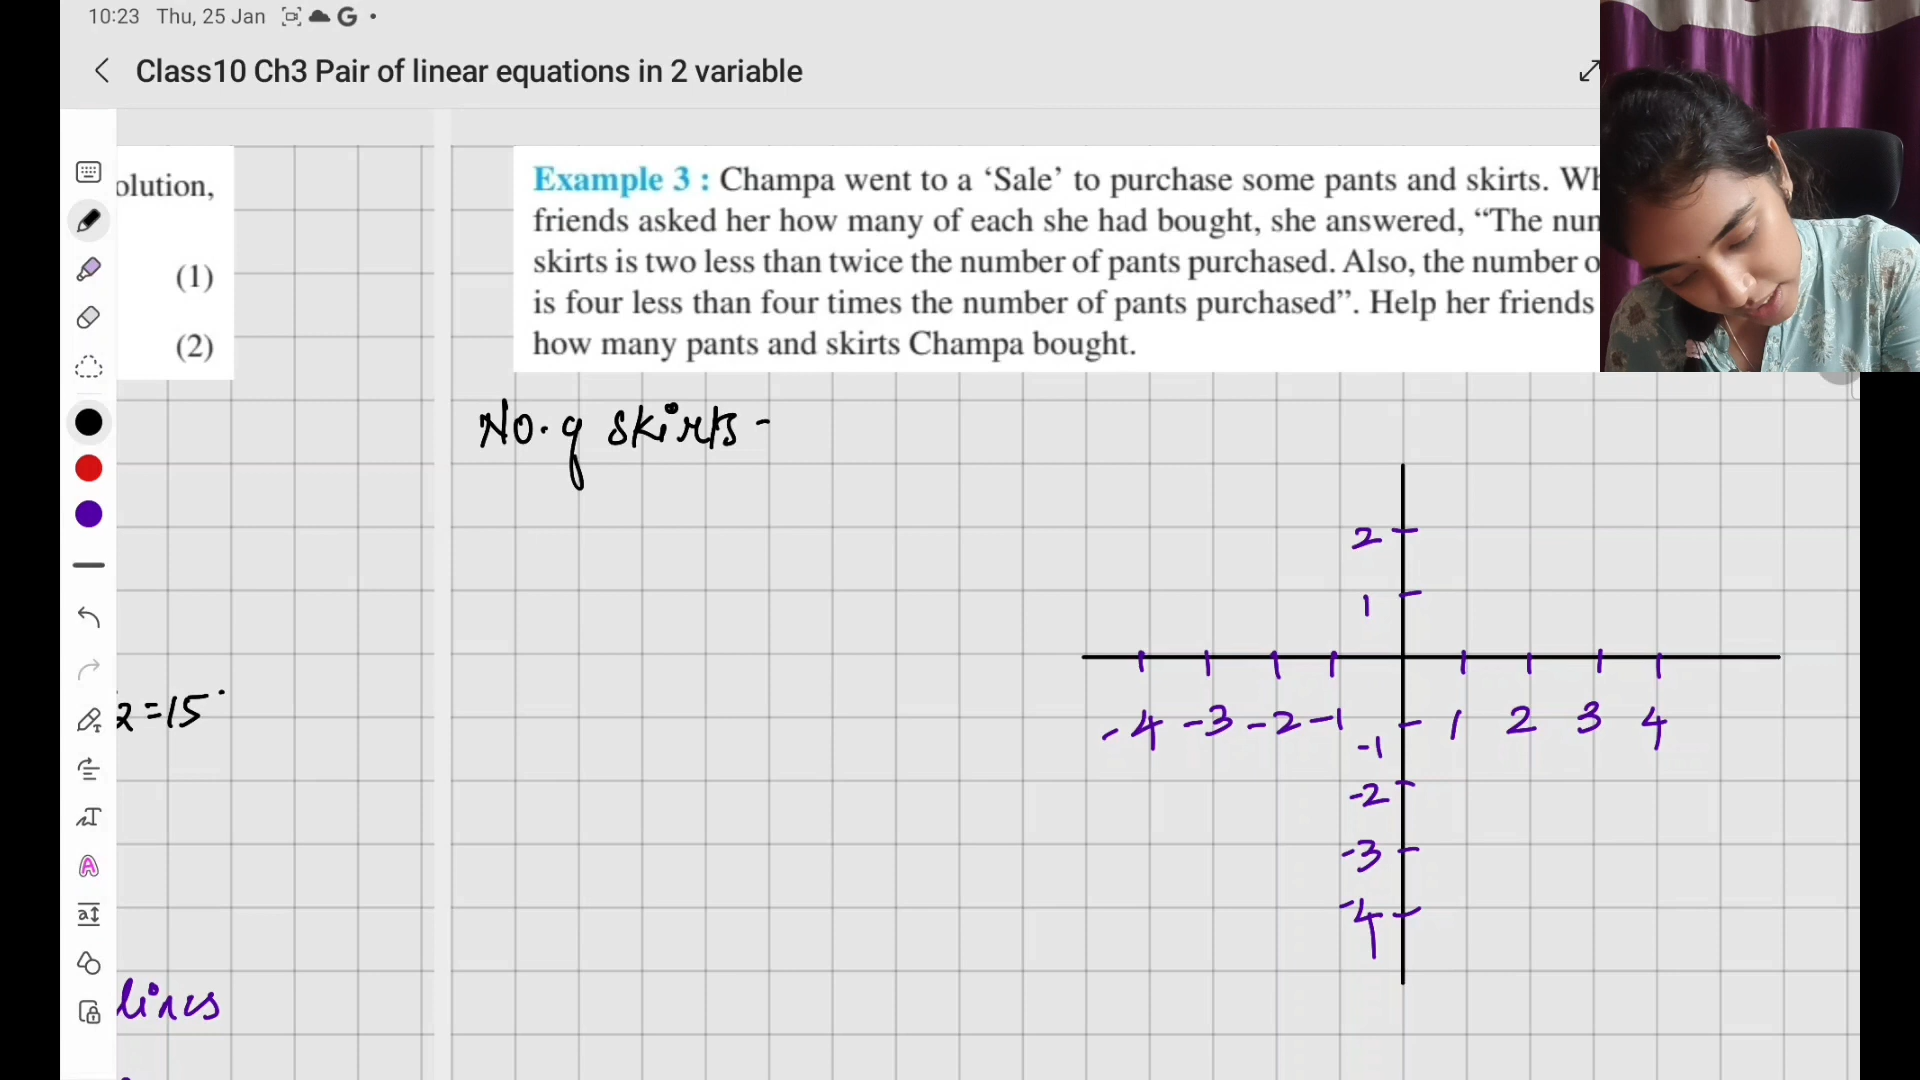 10:23 Thu, 25 Jan
Class10 Ch3 Pair of linear equations in 2 variable
olution,
(1)
(2)
Example 3 : Champa went to a ‘Sale’ to purchase some pants and skirts.
friends asked her how many of each she had bought, she answered, “The
skirts is two less than twice the number of pants purchased. Also, the number
is four less than four times the number of pants purchased”. Help her friends
how many pants and skirts Champa bought.
No. of skirts -
2
1
-4 -3 -2 -1 1 2 3 4
-1
-2
-3
-4
2 = 15
lines